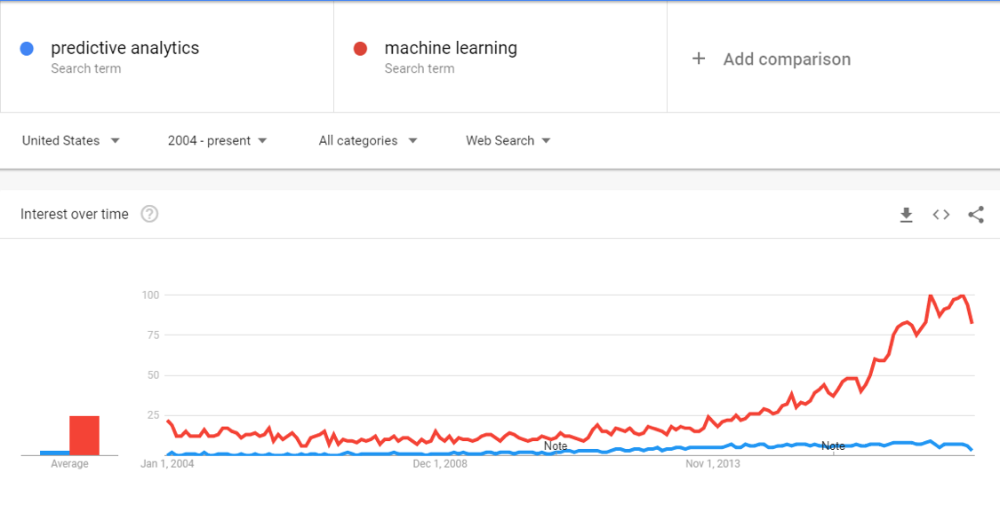 predictive analytics
Search term
machine learning
Search term
+ Add comparison
United States
2004 - present
All categories
Web Search
Interest over time ?
100
75
50
25
Note
Note
Average
Jan 1, 2004
Dec 1, 2008
Nov 1, 2013